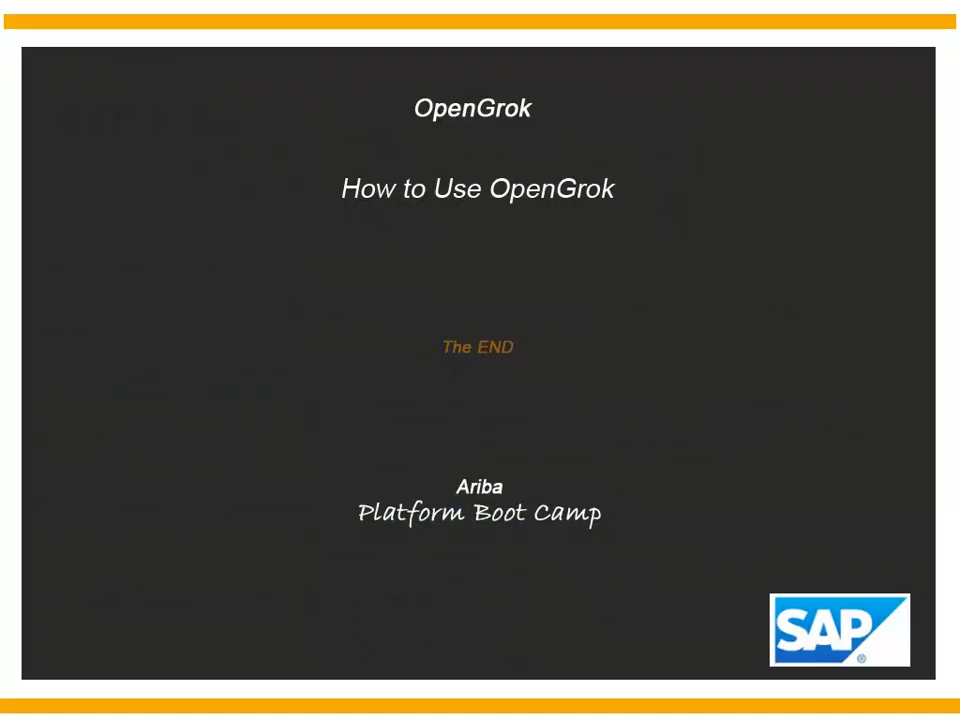 OpenGrok
How to Use OpenGrok
The END
Ariba
Platform Boot Camp
SAP®